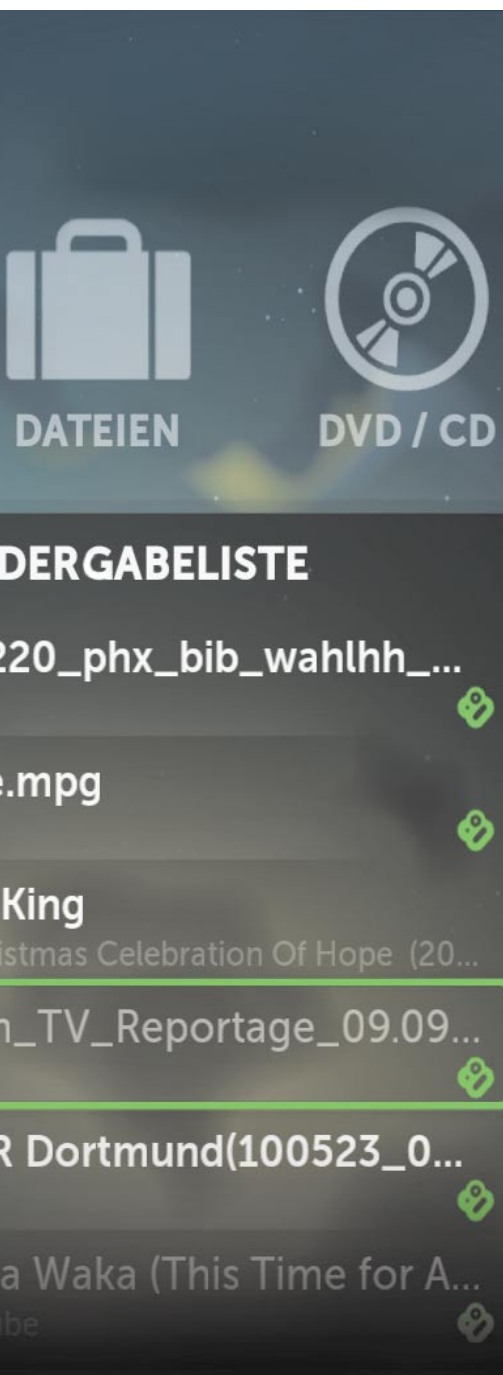 DATEIEN DVD / CD
DERGABELISTE
220_phx_bib_wahlhh_...
e.mpg
King
istmas Celebration Of Hope (20...
n_TV_Reportage_09.09...
R Dortmund(100523_0...
a Waka (This Time for A...
ube